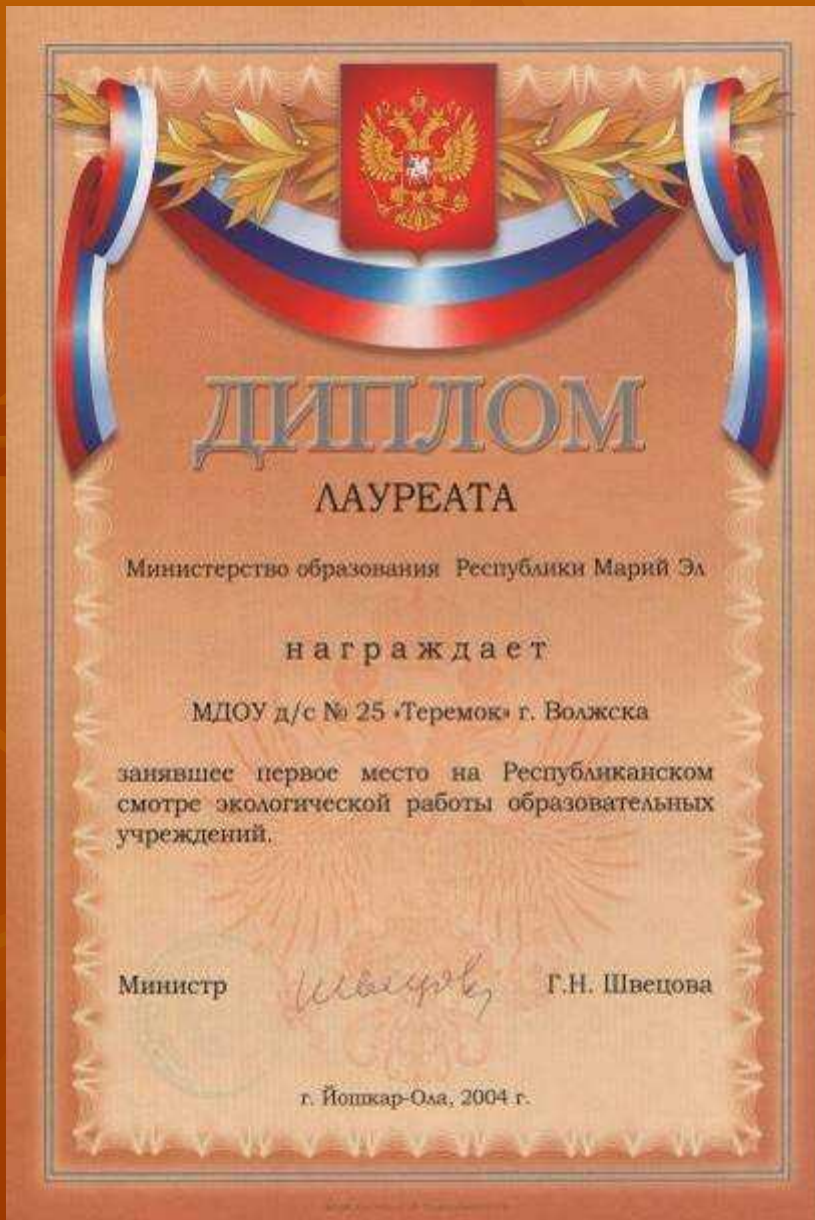 ДИПЛОМ
ЛАУРЕАТА
Министерство образования Республики Марий Эл
награждает
МДОУ д/с № 25 «Теремок» г. Волжска
занявшее первое место на Республиканском
смотре экологической работы образовательных
учреждений.
Министр Г.Н. Швецова
г. Йошкар-Ола, 2004 г.